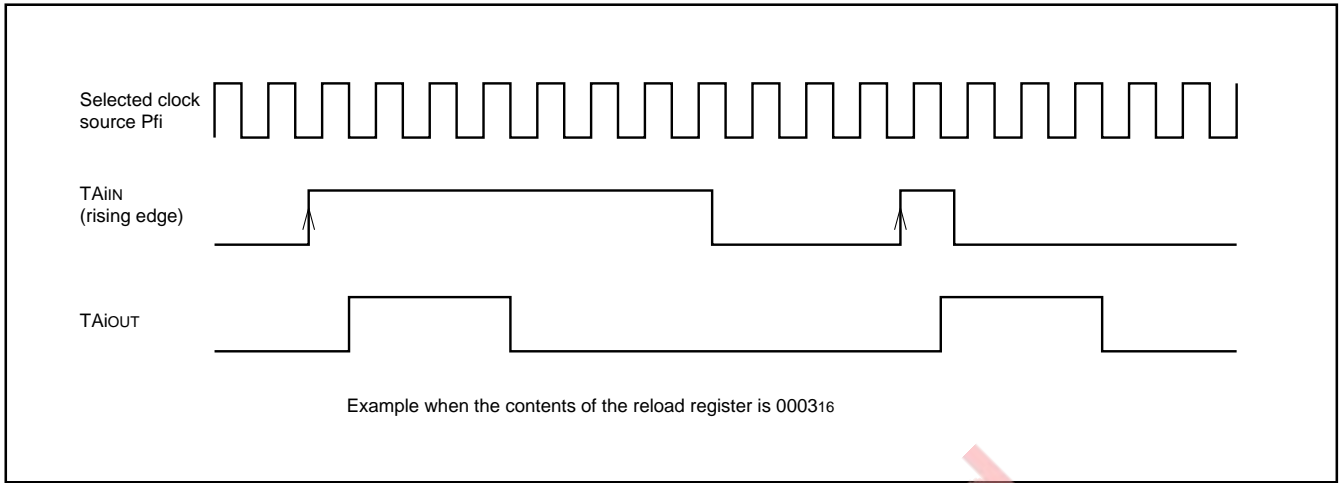 Selected clock
source Pfi
TAiIN
(rising edge)
TAiOUT
Example when the contents of the reload register is 000316